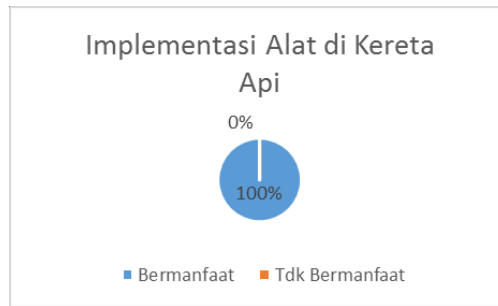 Implementasi Alat di Kereta
Api
0%
100%
Bermanfaat
Tdk Bermanfaat